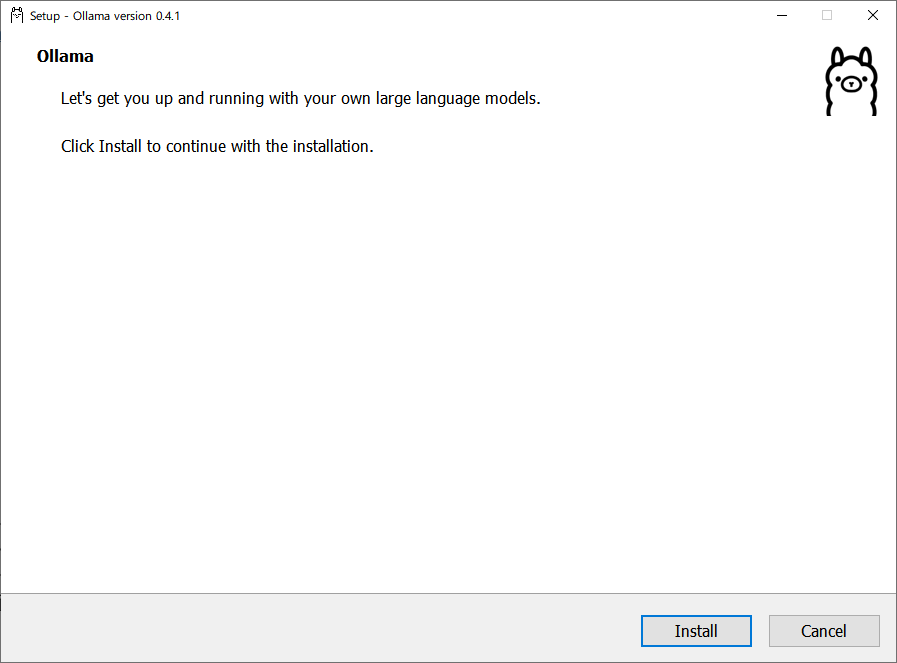 Setup - Ollama version 0.4.1
Ollama
Let's get you up and running with your own large language models.
Click Install to continue with the installation.
Install
Cancel